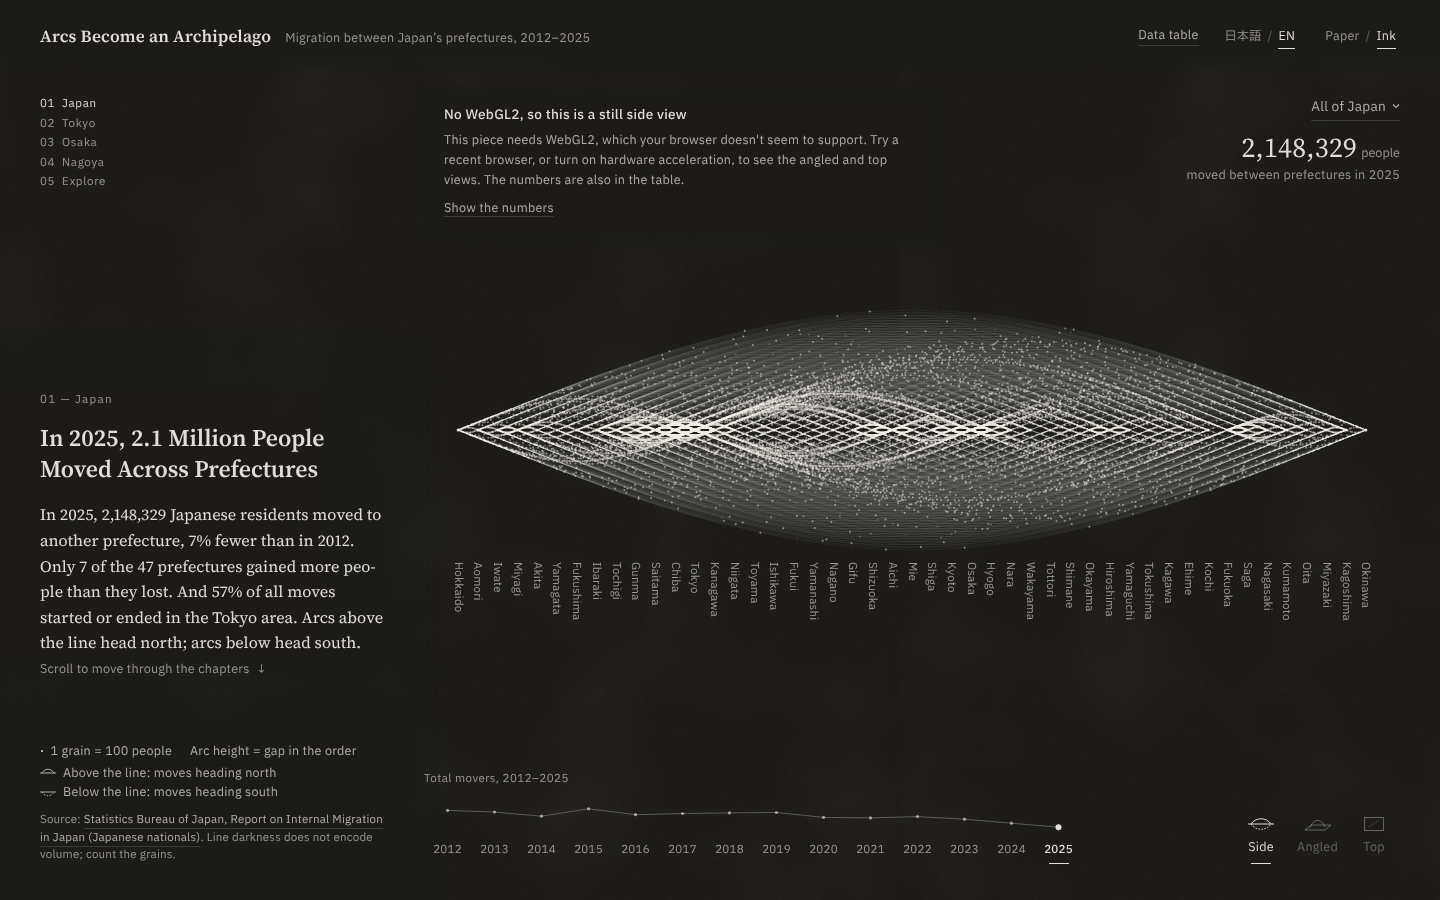 Arcs Become an Archipelago Migration between Japan's prefectures, 2012–2025
Data table 日本語 / EN Paper / Ink
01 Japan
02 Tokyo
03 Osaka
04 Nagoya
05 Explore
No WebGL2, so this is a still side view
This piece needs WebGL2, which your browser doesn't seem to support. Try a
recent browser, or turn on hardware acceleration, to see the angled and top
views. The numbers are also in the table.
Show the numbers
All of Japan
2,148,329 people
moved between prefectures in 2025
01 — Japan
In 2025, 2.1 Million People
Moved Across Prefectures
In 2025, 2,148,329 Japanese residents moved to
another prefecture, 7% fewer than in 2012.
Only 7 of the 47 prefectures gained more peo-
ple than they lost. And 57% of all moves
started or ended in the Tokyo area. Arcs above
the line head north; arcs below head south.
Scroll to move through the chapters ↓
Hokkaido
Aomori
Iwate
Miyagi
Akita
Yamagata
Fukushima
Ibaraki
Tochigi
Gunma
Saitama
Chiba
Tokyo
Kanagawa
Niigata
Toyama
Ishikawa
Fukui
Yamanashi
Nagano
Gifu
Shizuoka
Aichi
Mie
Shiga
Kyoto
Osaka
Hyogo
Nara
Wakayama
Tottori
Shimane
Okayama
Hiroshima
Yamaguchi
Tokushima
Kagawa
Ehime
Kochi
Fukuoka
Saga
Nagasaki
Kumamoto
Oita
Miyazaki
Kagoshima
Okinawa
· 1 grain = 100 people Arc height = gap in the order
Above the line: moves heading north
Below the line: moves heading south
Source: Statistics Bureau of Japan, Report on Internal Migration
in Japan (Japanese nationals). Line darkness does not encode
volume; count the grains.
Total movers, 2012–2025
2012 2013 2014 2015 2016 2017 2018 2019 2020 2021 2022 2023 2024 2025
Side Angled Top